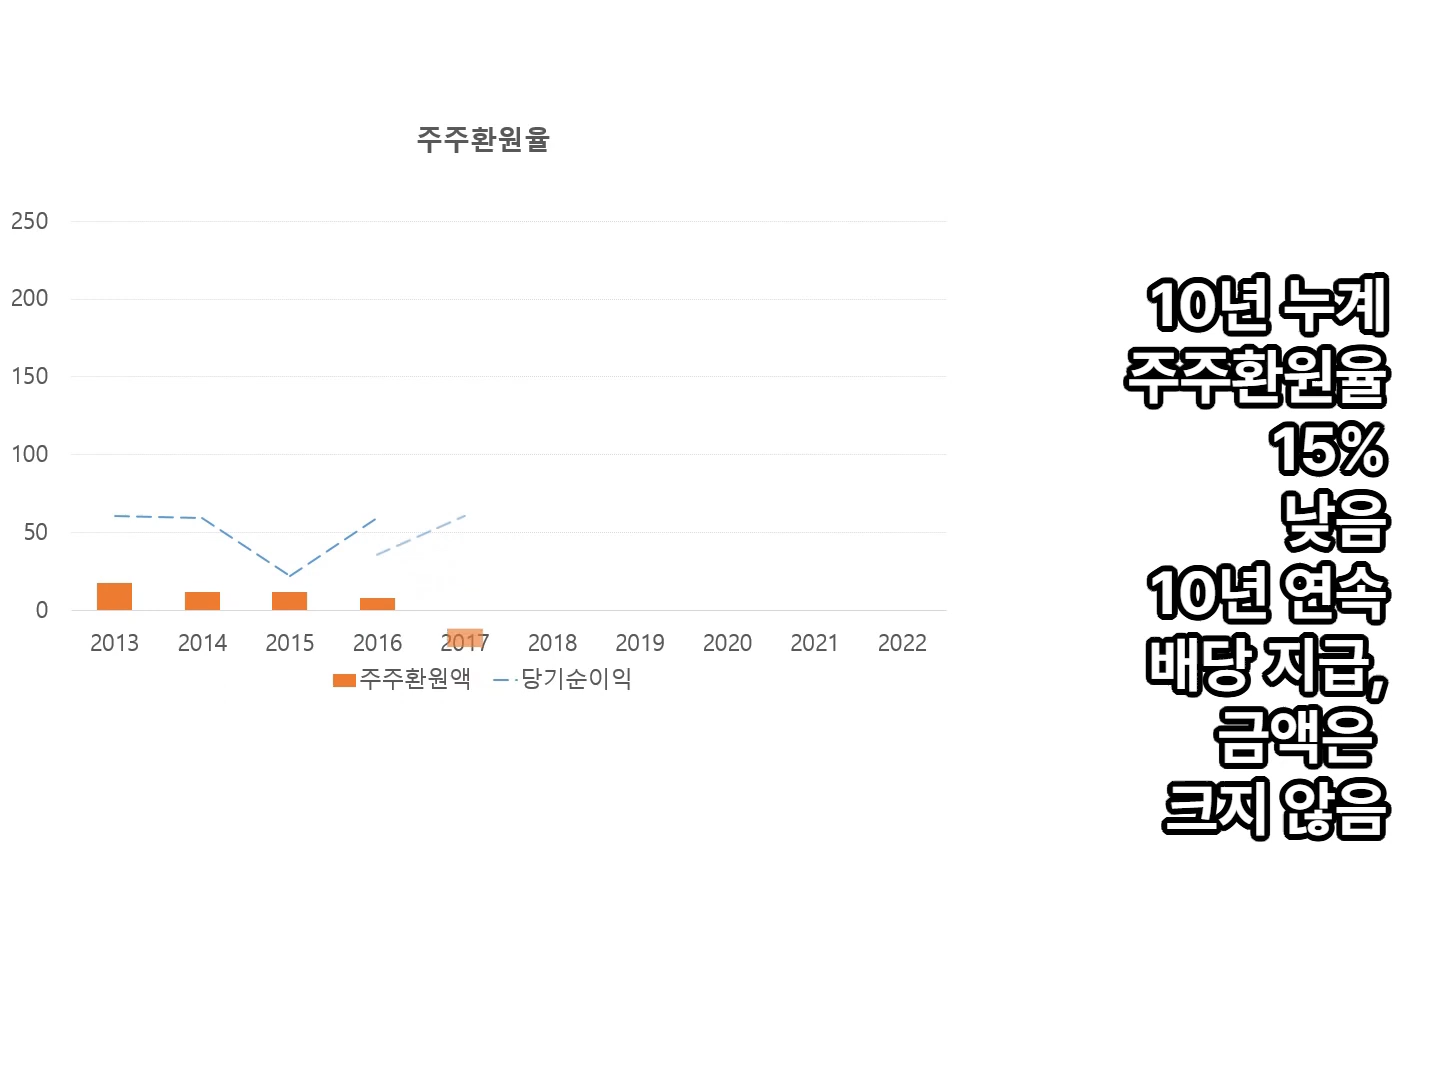 주주환원율
250
200
150
100
50
0
2013 2014 2015 2016 2017 2018 2019 2020 2021 2022
주주환원액 당기순이익
10년 누계
주주환원율
15%
낮음
10년 연속
배당 지급,
금액은
크지 않음